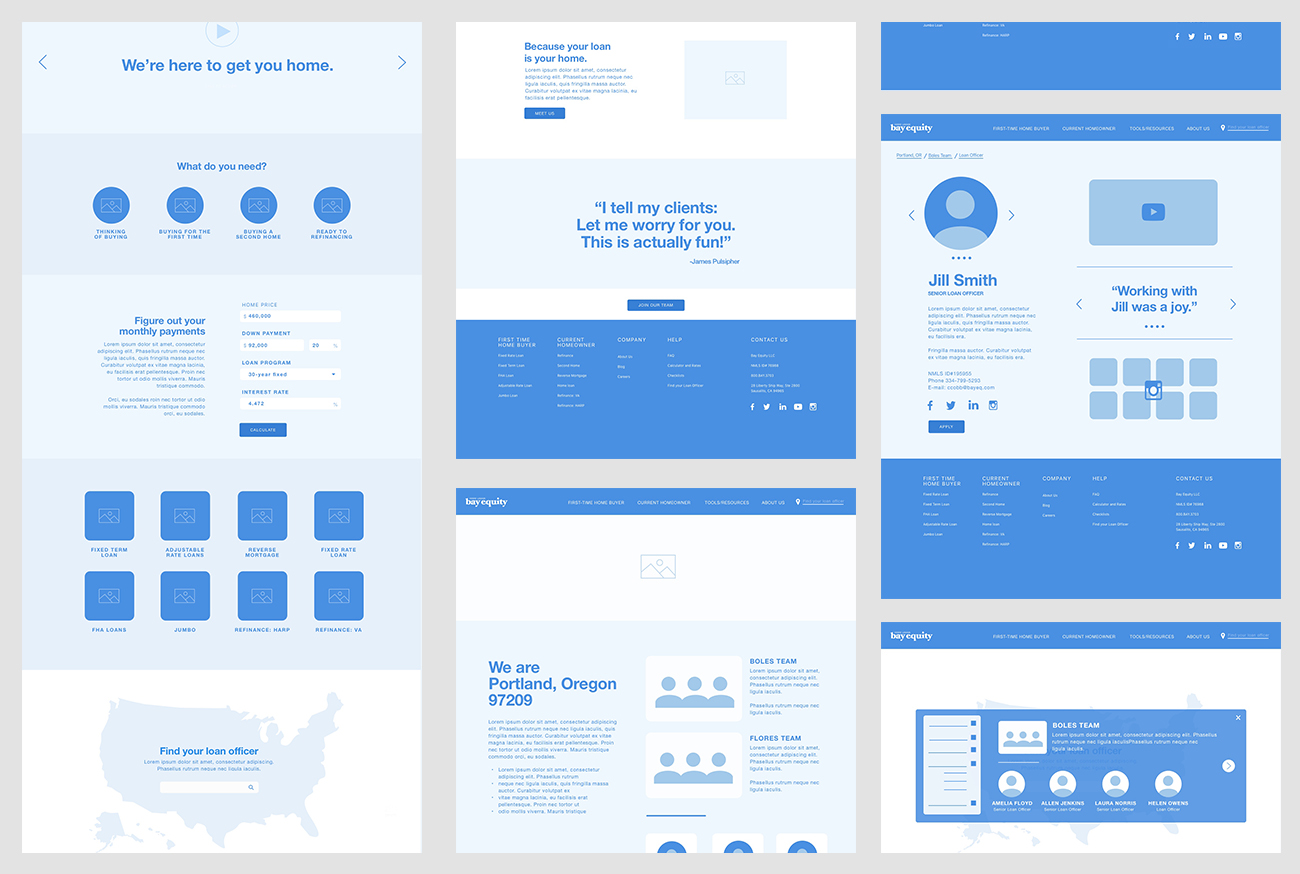 We're here to get you home.
What do you need?
THINKING
OF BUYING
BUYING FOR THE
FIRST TIME
BUYING A
SECOND HOME
READY TO
REFINANCING
Figure out your
monthly payments
Lorem ipsum dolor sit amet, consectetur
adipiscing elit. Phasellus rutrum neque nec
ligula iaculis, quis fringilla massa auctor.
Curabitur volutpat ex vitae magna lacinia,
eu facilisis erat pellentesque. Proin nec
tortor ut odio mollis viverra. Mauris
tristique commodo.
Orci, eu sodales nisin nec tortor ut odio
mollis viverra. Mauris tristique commodo
orci, eu sodales.
HOME PRICE
$ 460,000
DOWN PAYMENT
$ 92,000
20 %
LOAN PROGRAM
30-year fixed
INTEREST RATE
4.472 %
CALCULATE
FIXED TERM
LOAN
ADJUSTABLE
RATE LOANS
REVERSE
MORTGAGE
FIXED RATE
LOAN
FHA LOANS
JUMBO
REFINANCE: HARP
REFINANCE: VA
Find your loan officer
Lorem ipsum dolor sit amet, consectetur adipiscing.
Phasellus rutrum neque nec ligula iaculis.
Because your loan
is your home.
Lorem ipsum dolor sit amet, consectetur
adipiscing elit. Phasellus rutrum neque nec
ligula iaculis, quis fringilla massa auctor.
Curabitur volutpat ex vitae magna lacinia, eu
facilisis erat pellentesque.
MEET US
“I tell my clients:
Let me worry for you.
This is actually fun!”
-James Pulsipher
JOIN OUR TEAM
FIRST TIME
HOME BUYER
Fixed Rate Loan
Fixed Term Loan
FHA Loan
Adjustable Rate Loan
Jumbo Loan
CURRENT
HOMEOWNER
Refinance
Second Home
Reverse Mortgage
Home loan
Refinance: VA
Refinance: HARP
COMPANY
About Us
Blog
Careers
HELP
FAQ
Calculator and Rates
Checklists
Find your Loan Officer
CONTACT US
Bay Equity LLC
NMLS ID# 76988
800.841.3753
28 Liberty Ship Way, Ste 2800
Sausalito, CA 94965
bay equity
FIRST-TIME HOME BUYER
CURRENT HOMEOWNER
TOOLS/RESOURCES
ABOUT US
Find your loan officer
We are
Portland, Oregon
97209
Lorem ipsum dolor sit amet, consectetur
adipiscing elit. Phasellus rutrum neque nec
ligula iaculis, quis fringilla massa auctor.
Curabitur volutpat ex vitae magna lacinia, eu
facilisis erat pellentesque. Proin nec tortor
ut odio mollis viverra. Mauris tristique
commodo orci, eu sodales.
• Lorem ipsum dolor sit amet, consectetur
adipiscing elit. Phasellus rutrum.
• neque nec ligula iaculis, quis fringilla massa
auctor. Curabitur volutpat ex
• vitae magna lacinia, eu facilisis erat
pellentesque. Proin nec tortor ut
• odio mollis viverra. Mauris tristique
BOLES TEAM
Lorem ipsum dolor sit amet,
consectetur adipiscing elit.
Phasellus rutrum neque nec
ligula iaculis.
Phasellus rutrum neque nec
ligula iaculis.
FLORES TEAM
Lorem ipsum dolor sit amet,
consectetur adipiscing elit.
Phasellus rutrum neque nec
ligula iaculis.
Phasellus rutrum neque nec
ligula iaculis.
Jumbo Loan
Refinance: VA
Refinance: HARP
bay equity
FIRST-TIME HOME BUYER
CURRENT HOMEOWNER
TOOLS/RESOURCES
ABOUT US
Find your loan officer
Portland, OR / Boles Team / Loan Officer
Jill Smith
SENIOR LOAN OFFICER
Lorem ipsum dolor sit amet, consectetur
adipiscing elit. Phasellus rutrum neque nec
ligula iaculis, quis fringilla massa auctor.
Curabitur volutpat ex vitae magna lacinia,
eu facilisis.
Fringilla massa auctor. Curabitur volutpat
ex vitae magna lacinia, eu facilisis era.
NMLS ID#195955
Phone 334-799-5293
E-mail: ccobb@bayeq.com
APPLY
“Working with
Jill was a joy.”
FIRST TIME
HOME BUYER
Fixed Rate Loan
Fixed Term Loan
FHA Loan
Adjustable Rate Loan
Jumbo Loan
CURRENT
HOMEOWNER
Refinance
Second Home
Reverse Mortgage
Home loan
Refinance: VA
Refinance: HARP
COMPANY
About Us
Blog
Careers
HELP
FAQ
Calculator and Rates
Checklists
Find your Loan Officer
CONTACT US
Bay Equity LLC
NMLS ID# 76988
800.841.3753
28 Liberty Ship Way, Ste 2800
Sausalito, CA 94965
bay equity
FIRST-TIME HOME BUYER
CURRENT HOMEOWNER
TOOLS/RESOURCES
ABOUT US
Find your loan officer
BOLES TEAM
Lorem ipsum dolor sit amet, consectetur adipiscing elit. Phasellus
rutrum neque nec ligula iaculisPhasellus rutrum neque nec
ligula iaculis.
AMELIA FLOYD
Senior Loan Officer
ALLEN JENKINS
Senior Loan Officer
LAURA NORRIS
Senior Loan Officer
HELEN OWENS
Loan Officer